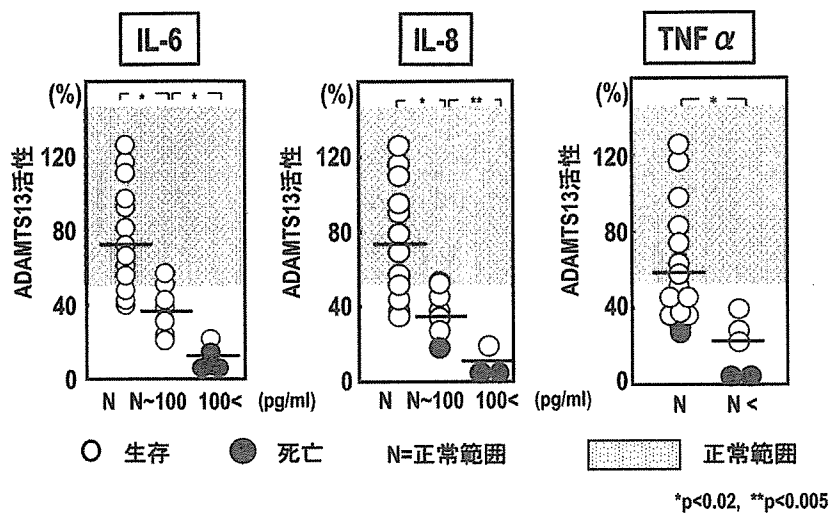 IL-6
IL-8
TNF α
(%)
(%)
(%)
* *
* **
*
ADAMTS13活性
ADAMTS13活性
ADAMTS13活性
120
80
40
0
120
80
40
0
120
80
40
0
N N~100 100< (pg/ml)
N N~100 100< (pg/ml)
N N<
生存
死亡
N=正常範囲
正常範囲
*p<0.02, **p<0.005